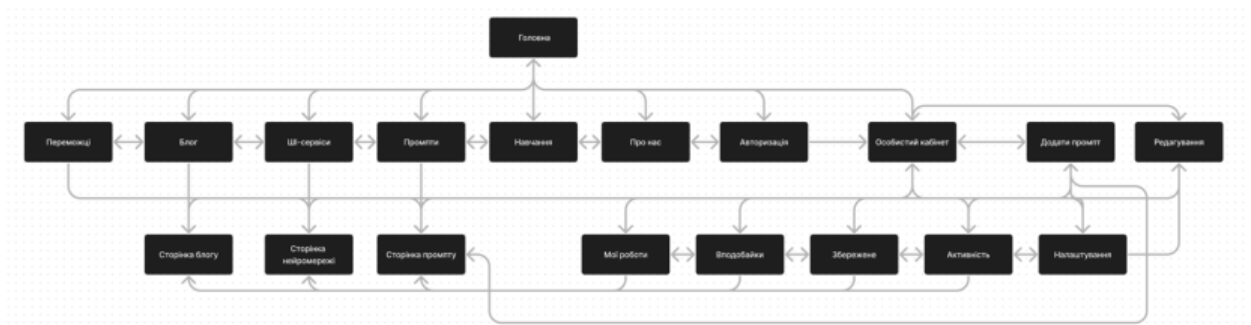 Головна
Переможці
Блог
ШІ-сервіси
Промпти
Навчання
Про нас
Авторизація
Особистий кабінет
Додати промпт
Редагування
Сторінка блогу
Сторінка
нейромережі
Сторінка промпту
Мої роботи
Вподобайки
Збережене
Активність
Налаштування